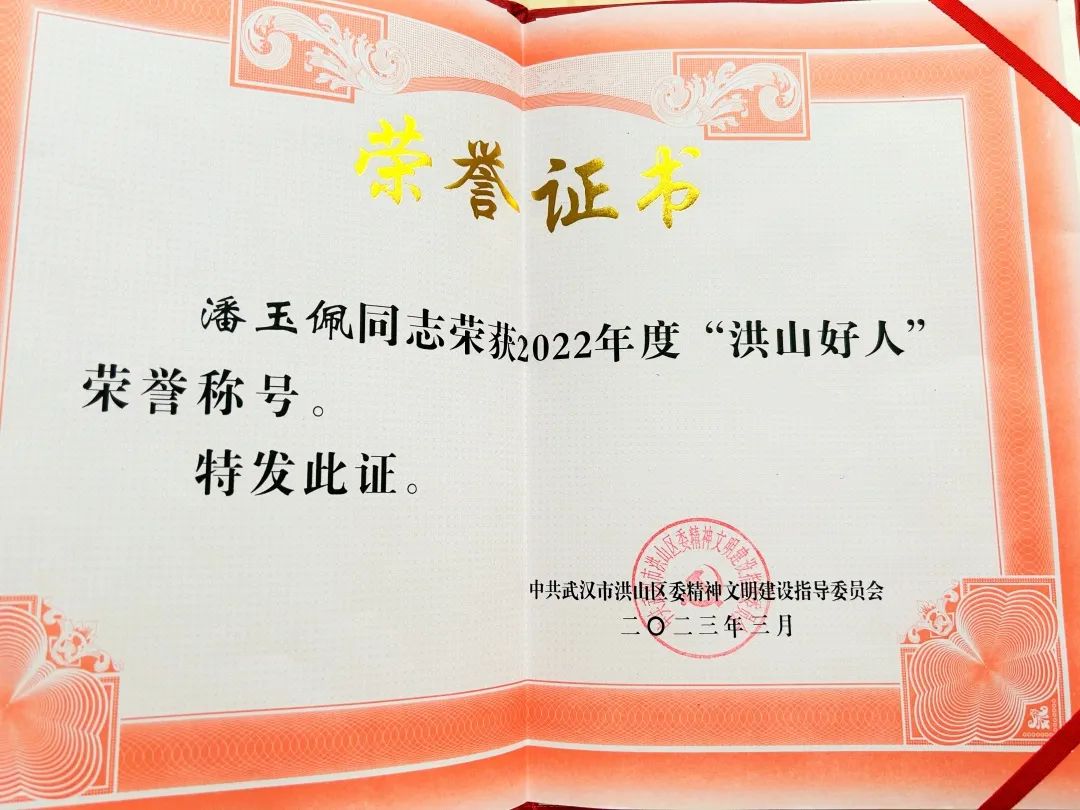 荣誉证书
潘玉佩同志荣获2022年度“洪山好人”
荣誉称号。
特发此证。
中共武汉市洪山区委精神文明建设指导委员会
二〇二三年三月